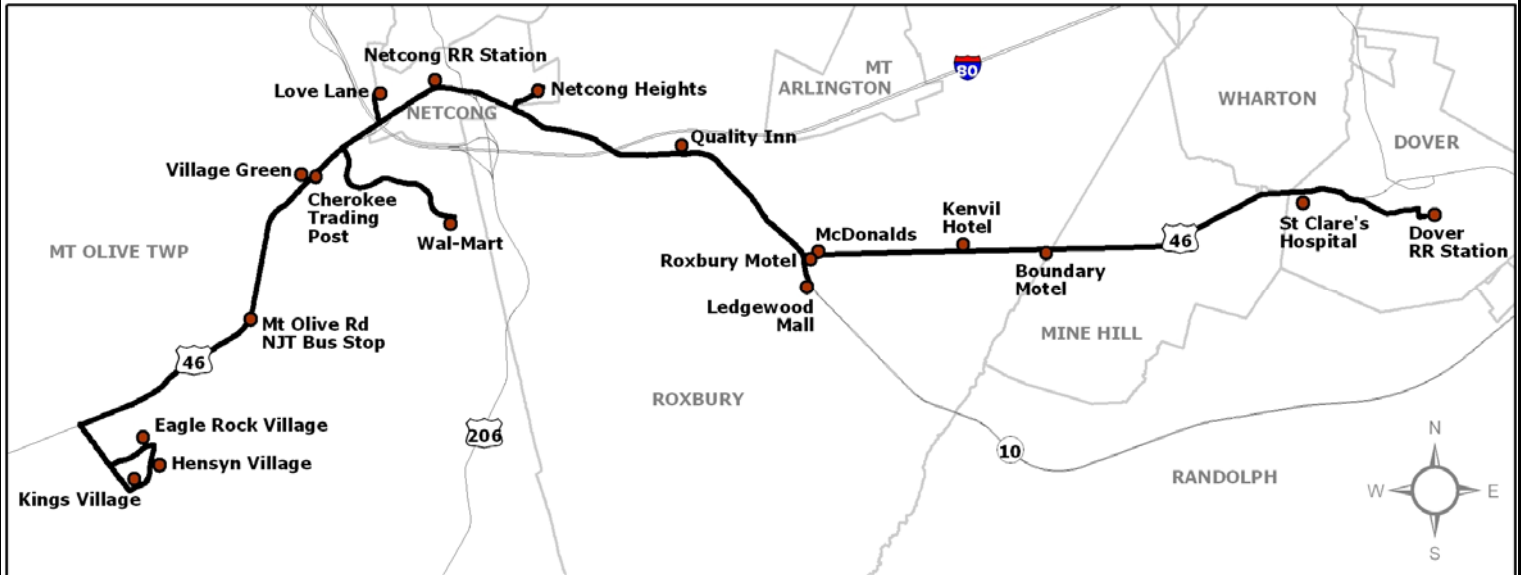 Netcong RR Station
Love Lane
Netcong Heights
NETCONG
MT
ARLINGTON
80
WHARTON
DOVER
Quality Inn
Village Green
Cherokee
Trading
Post
Wal-Mart
MT OLIVE TWP
McDonalds
Kenvil
Hotel
Roxbury Motel
Boundary
Motel
46
St Clare's
Hospital
Dover
RR Station
Ledgewood
Mall
Mt Olive Rd
NJT Bus Stop
46
MINE HILL
ROXBURY
Eagle Rock Village
206
Hensyn Village
Kings Village
10
RANDOLPH
N
W
E
S